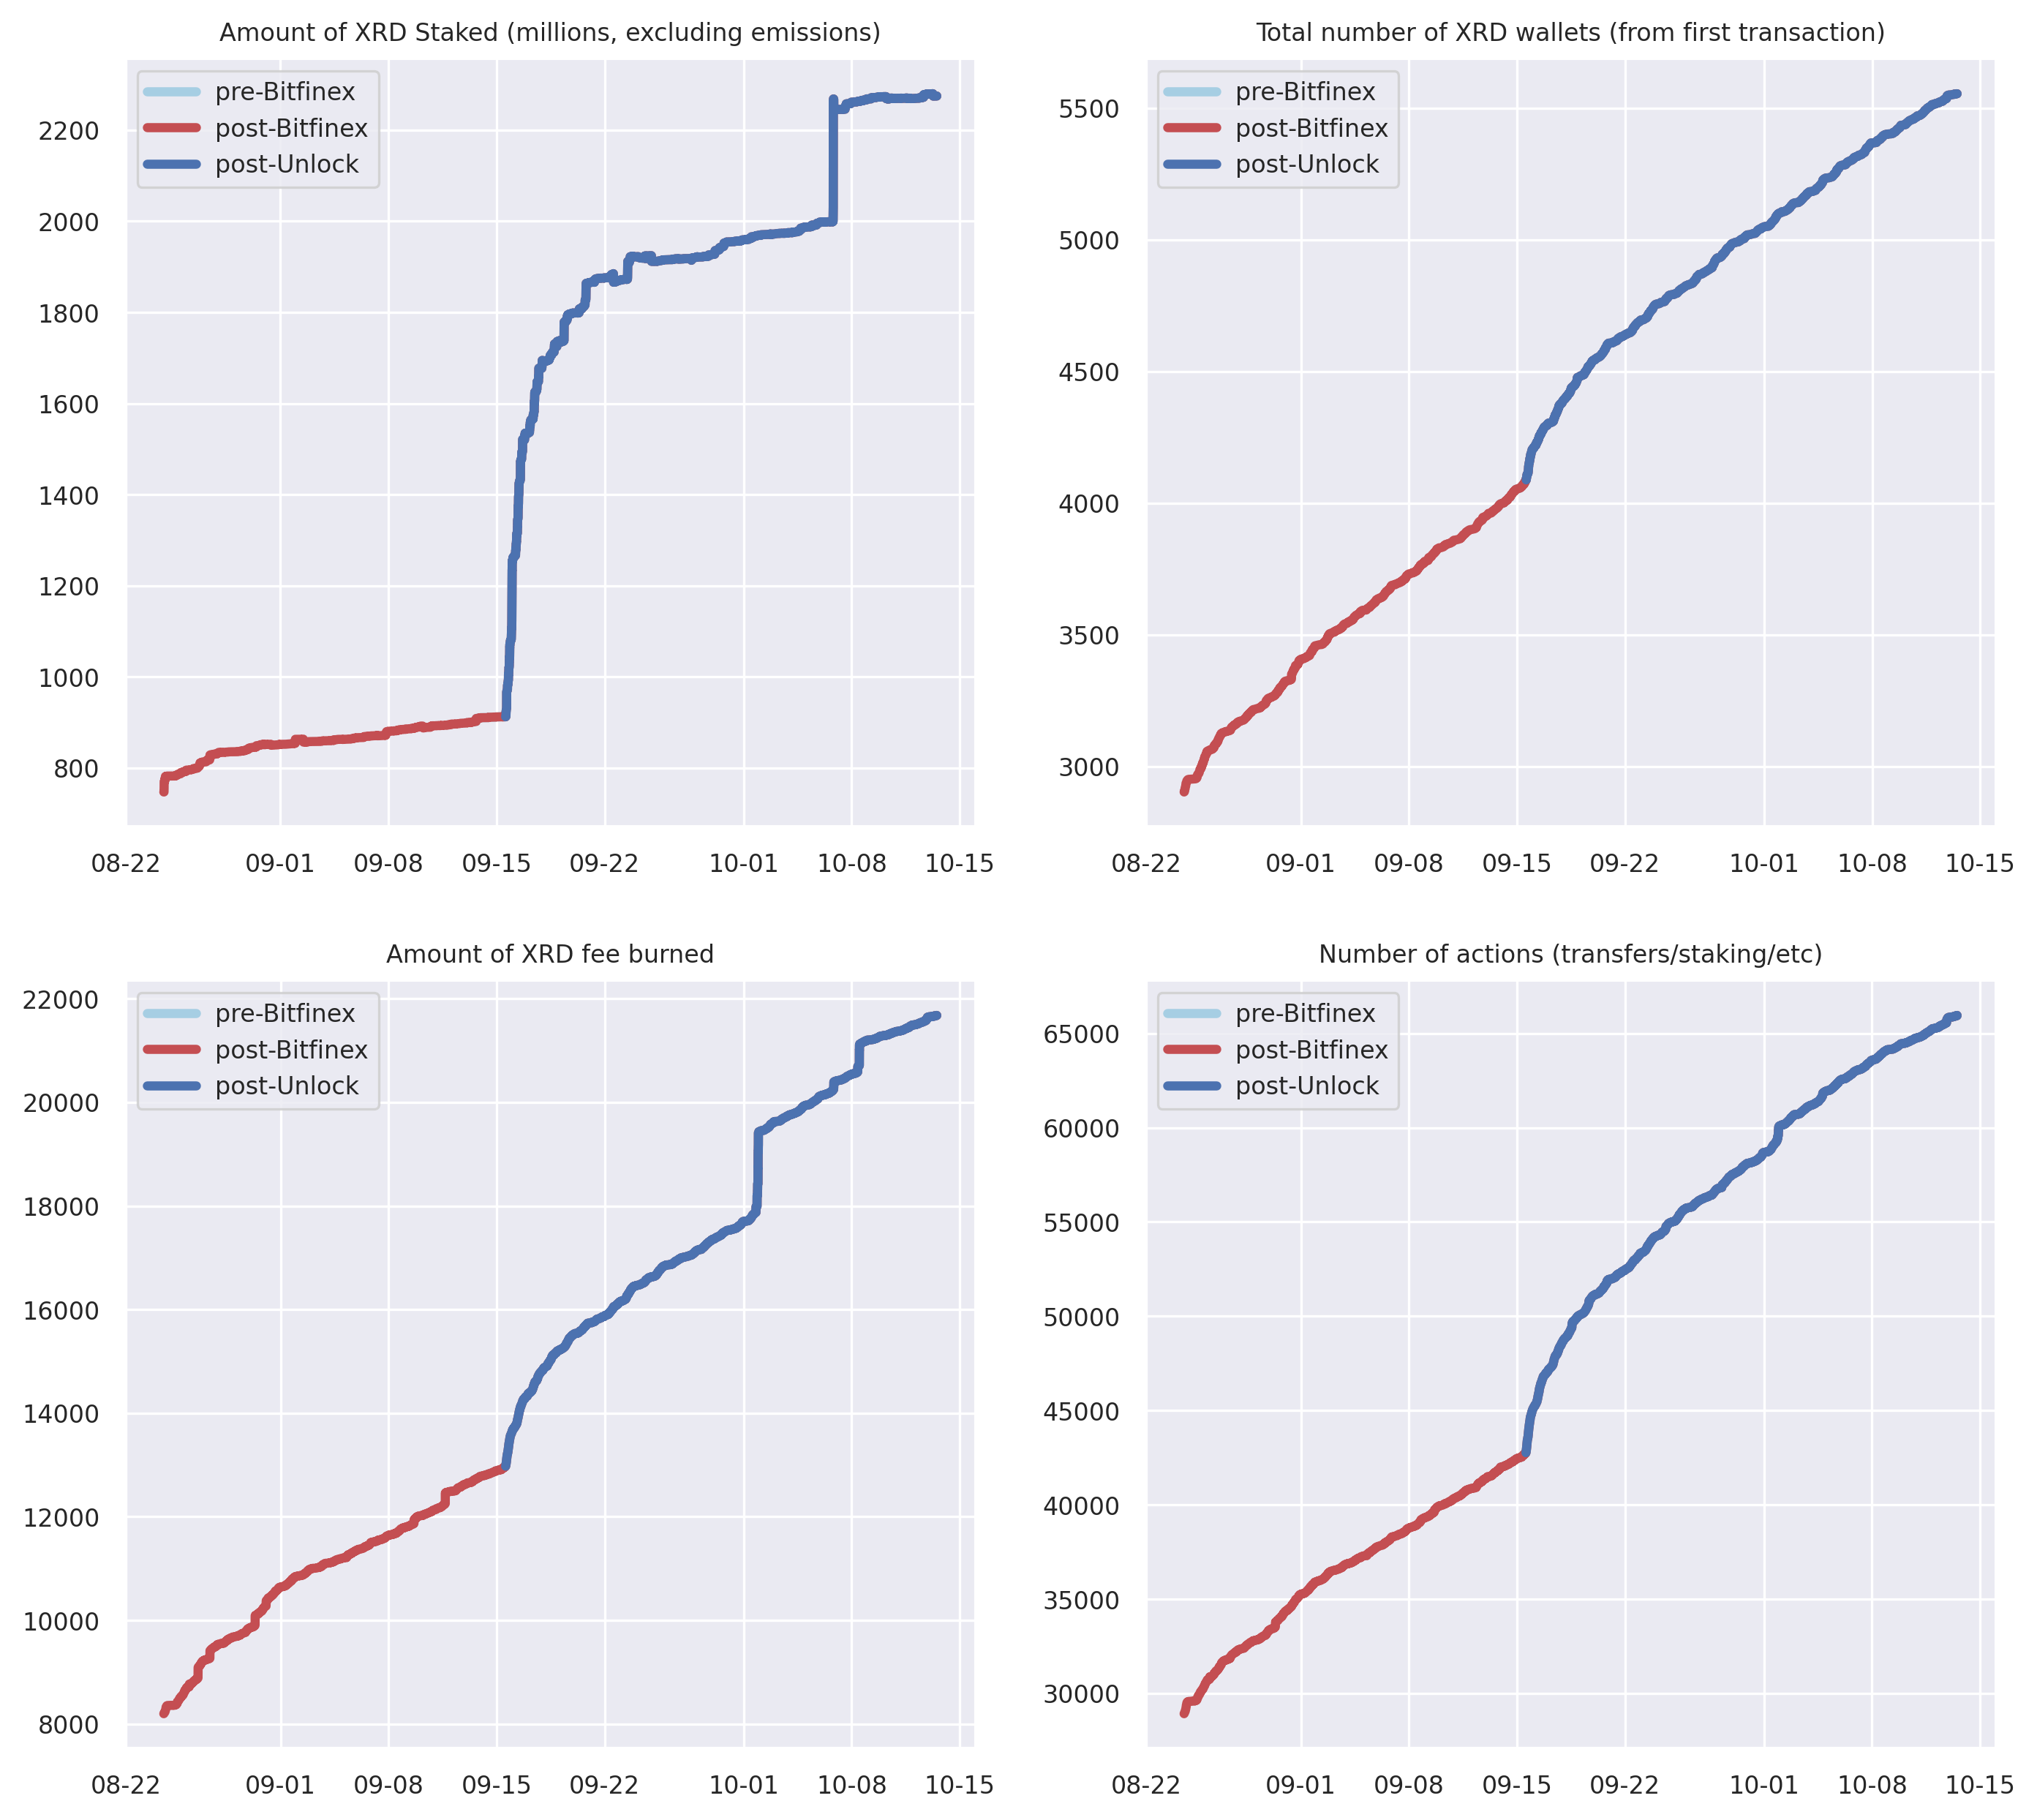 Amount of XRD Staked (millions, excluding emissions)
pre-Bitfinex
post-Bitfinex
post-Unlock
2200
2000
1800
1600
1400
1200
1000
800
08-22 09-01 09-08 09-15 09-22 10-01 10-08 10-15
Total number of XRD wallets (from first transaction)
pre-Bitfinex
post-Bitfinex
post-Unlock
5500
5000
4500
4000
3500
3000
08-22 09-01 09-08 09-15 09-22 10-01 10-08 10-15
Amount of XRD fee burned
pre-Bitfinex
post-Bitfinex
post-Unlock
22000
20000
18000
16000
14000
12000
10000
8000
08-22 09-01 09-08 09-15 09-22 10-01 10-08 10-15
Number of actions (transfers/staking/etc)
pre-Bitfinex
post-Bitfinex
post-Unlock
65000
60000
55000
50000
45000
40000
35000
30000
08-22 09-01 09-08 09-15 09-22 10-01 10-08 10-15